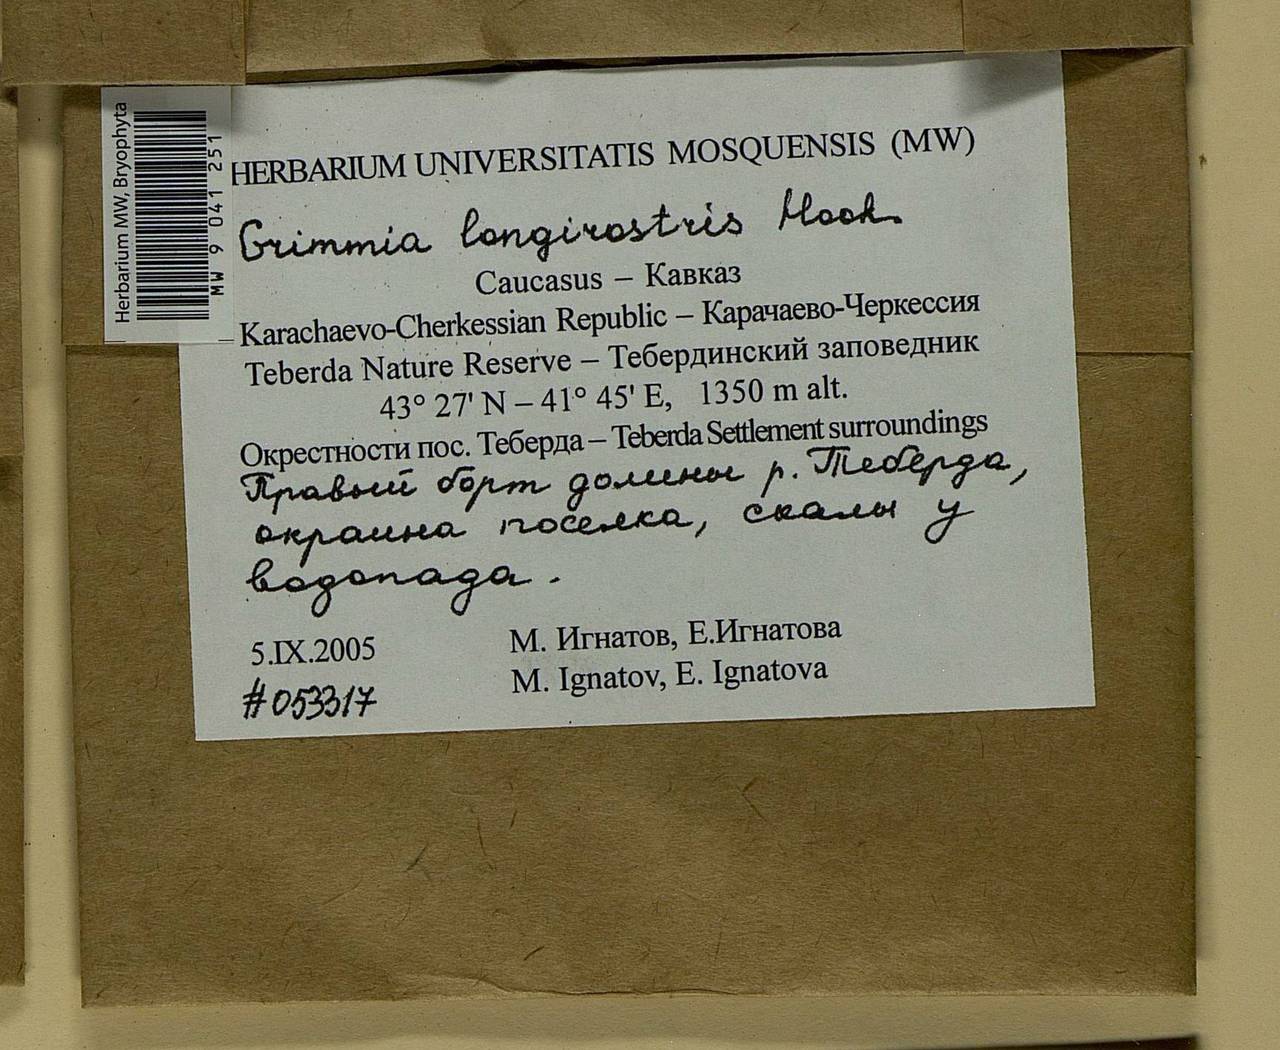 Herbarium MW, Bryophyta
MW 9 041 251
HERBARIUM UNIVERSITATIS MOSQUENSIS (MW)
Grimmia longirostris Hook.
Caucasus – Кавказ
Karachaevo-Cherkessian Republic – Карачаево-Черкессия
Teberda Nature Reserve – Тебердинский заповедник
43° 27' N – 41° 45' E, 1350 m alt.
Окрестности пос. Теберда – Teberda Settlement surroundings
Правый борт долины р. Теберда,
окраина поселка, скалы у
водопада.
5.IX.2005
М. Игнатов, Е.Игнатова
#053317
M. Ignatov, E. Ignatova